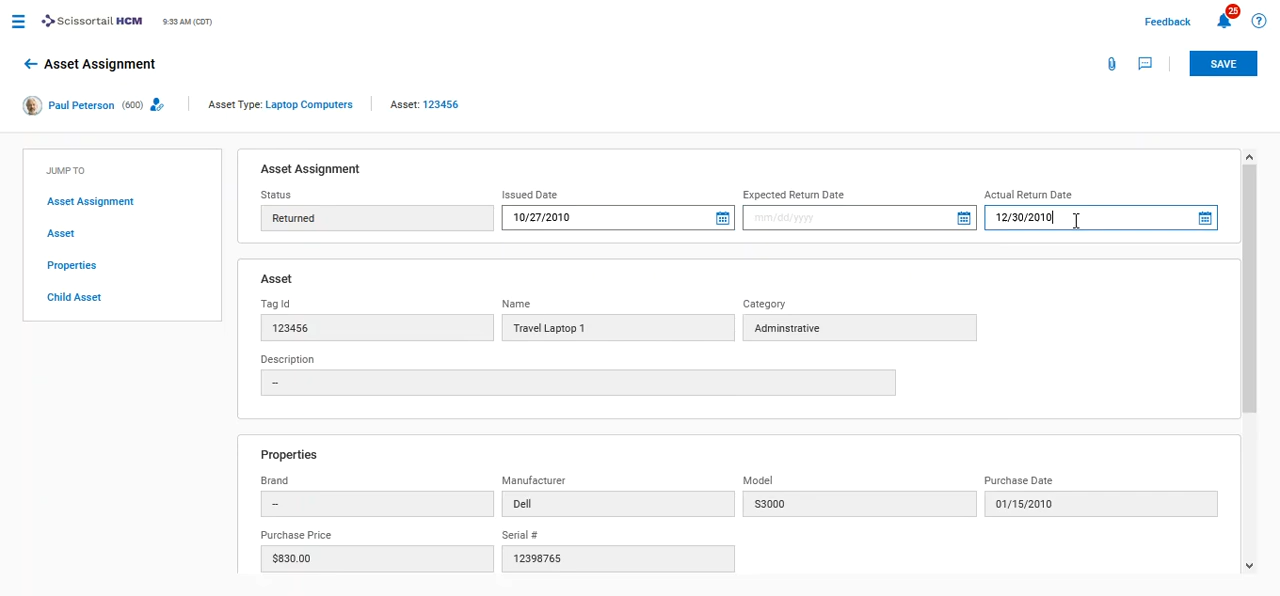 Scissortail HCM 9:33 AM (CDT) Feedback 25
Asset Assignment SAVE
Paul Peterson (600) Asset Type: Laptop Computers Asset: 123456
JUMP TO
Asset Assignment
Asset
Properties
Child Asset
Asset Assignment
Status Issued Date Expected Return Date Actual Return Date
Returned 10/27/2010 mm/dd/yyyy 12/30/2010
Asset
Tag Id Name Category
123456 Travel Laptop 1 Adminstrative
Description
--
Properties
Brand Manufacturer Model Purchase Date
-- Dell S3000 01/15/2010
Purchase Price Serial #
$830.00 12398765